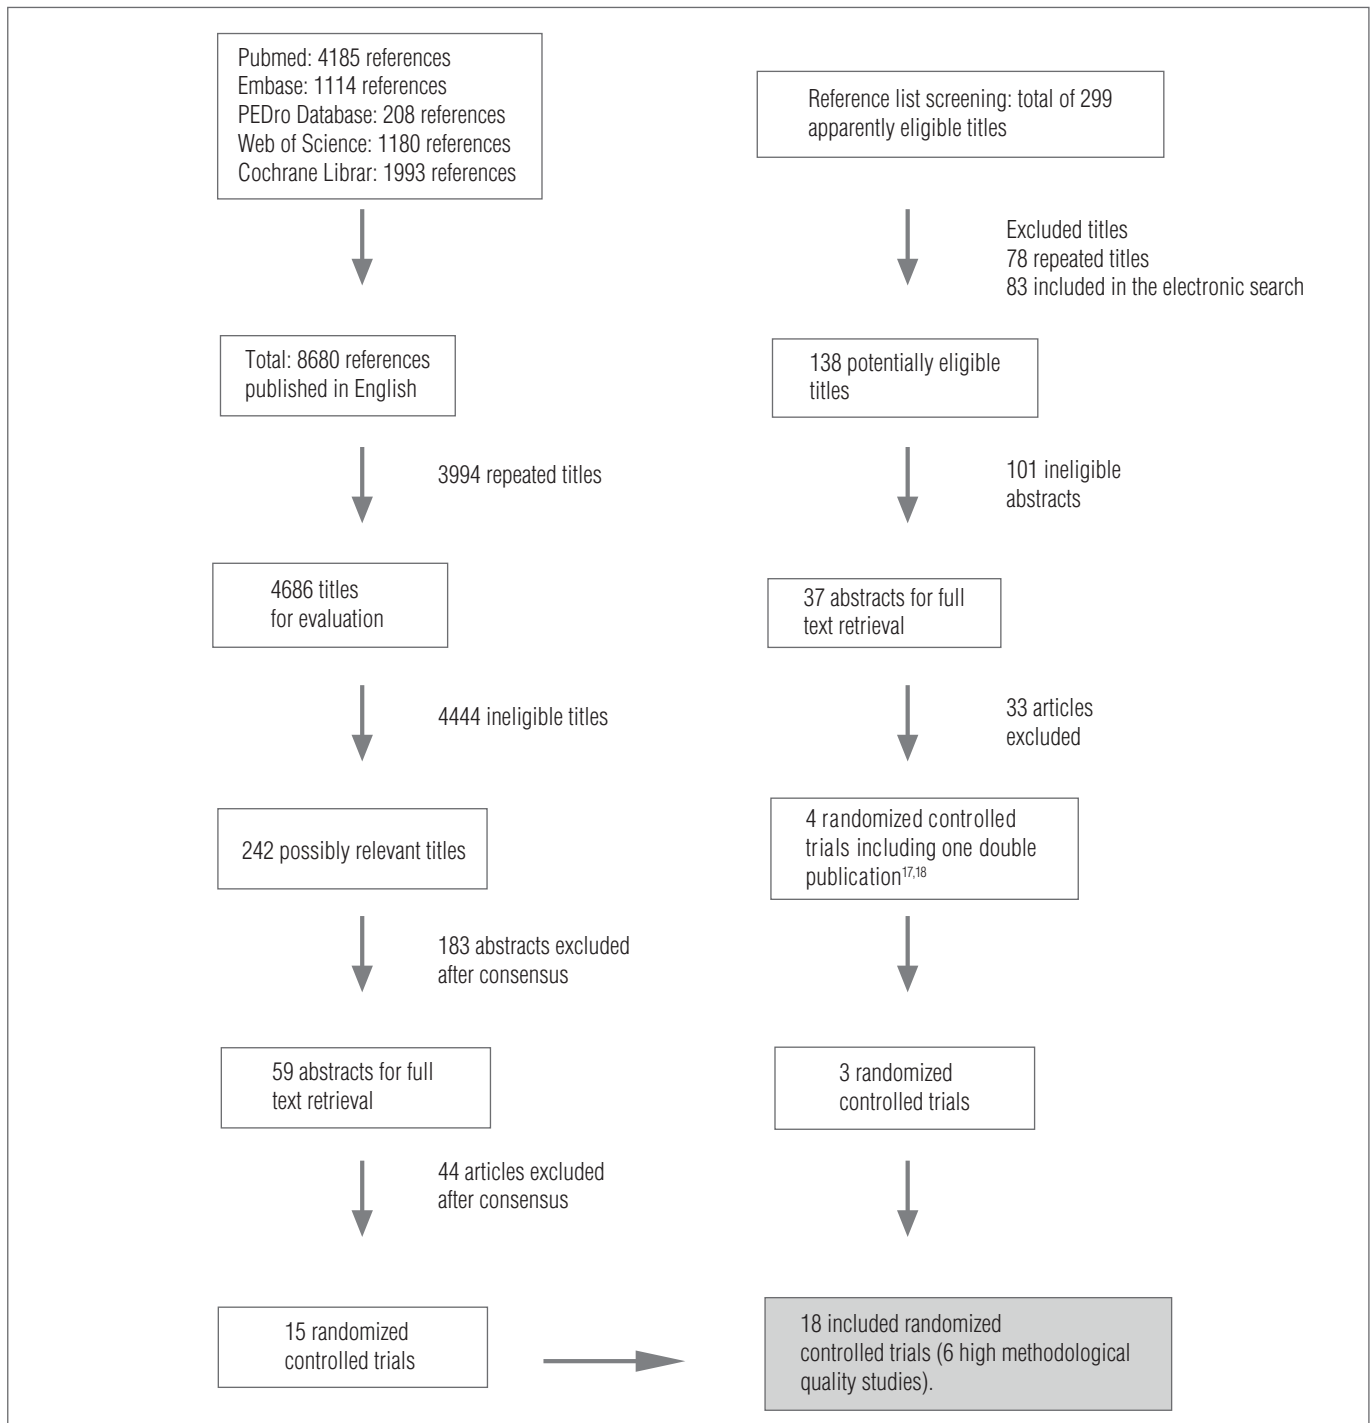 Pubmed: 4185 references
Embase: 1114 references
PEDro Database: 208 references
Web of Science: 1180 references
Cochrane Librar: 1993 references
Total: 8680 references
published in English
3994 repeated titles
4686 titles
for evaluation
4444 ineligible titles
242 possibly relevant titles
183 abstracts excluded
after consensus
59 abstracts for full
text retrieval
44 articles excluded
after consensus
15 randomized
controlled trials
Reference list screening: total of 299
apparently eligible titles
Excluded titles
78 repeated titles
83 included in the electronic search
138 potentially eligible
titles
101 ineligible
abstracts
37 abstracts for full
text retrieval
33 articles
excluded
4 randomized controlled
trials including one double
publication17,18
3 randomized
controlled trials
18 included randomized
controlled trials (6 high methodological
quality studies).